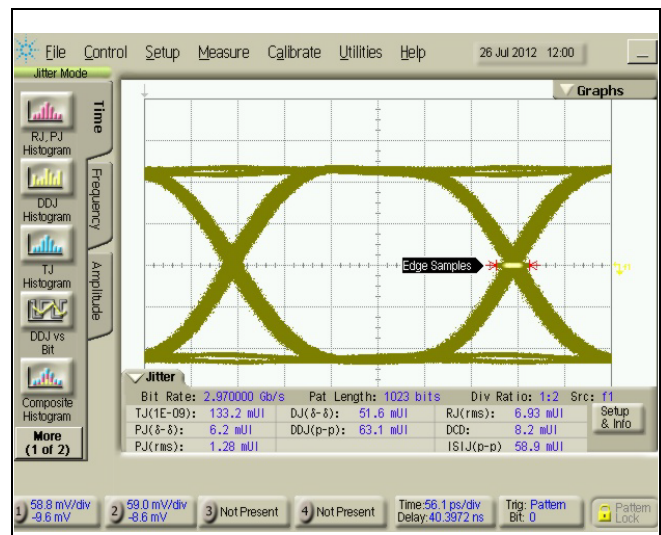 File Control Setup Measure Calibrate Utilities Help 26 Jul 2012 12:00
Jitter Mode
Graphs
Time
Frequency
Amplitude
RJ, PJ
Histogram
DDJ
Histogram
TJ
Histogram
DDJ vs
Bit
Composite
Histogram
More
(1 of 2)
Edge Samples
f1
Jitter
Bit Rate: 2.970000 Gb/s Pat Length: 1023 bits Div Ratio: 1:2 Src: f1
TJ(1E-09): 133.2 mUI DJ(δ-δ): 51.6 mUI RJ(rms): 6.93 mUI
PJ(δ-δ): 6.2 mUI DDJ(p-p): 63.1 mUI DCD: 8.2 mUI
PJ(rms): 1.28 mUI ISIJ(p-p) 58.9 mUI
Setup
& Info
1) 58.8 mV/div
-9.6 mV
2) 59.0 mV/div
-8.6 mV
3) Not Present
4) Not Present
Time:56.1 ps/div
Delay:40.3972 ns
Trig: Pattern
Bit: 0
Pattern
Lock